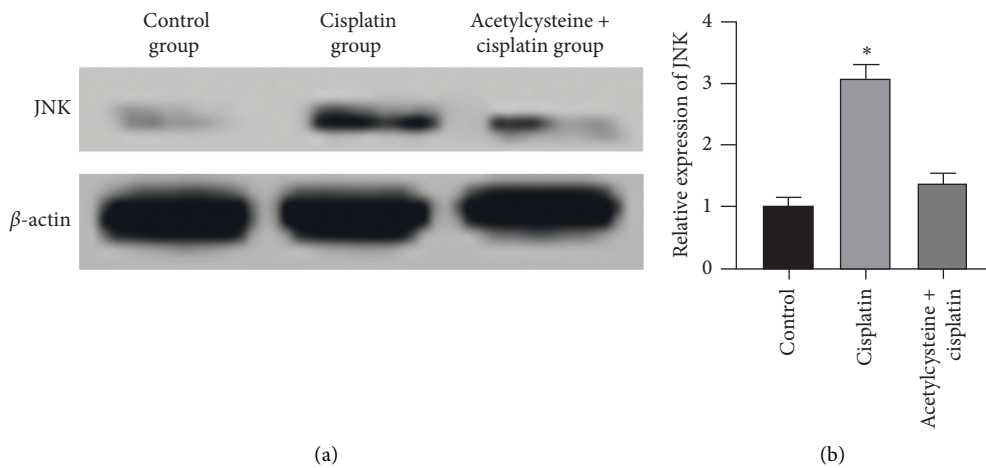 Control
group
Cisplatin
group
Acetylcysteine +
cisplatin group
JNK
β-actin
(a)
Relative expression of JNK
4
3
2
1
0
*
Control
Cisplatin
Acetylcysteine +
cisplatin
(b)